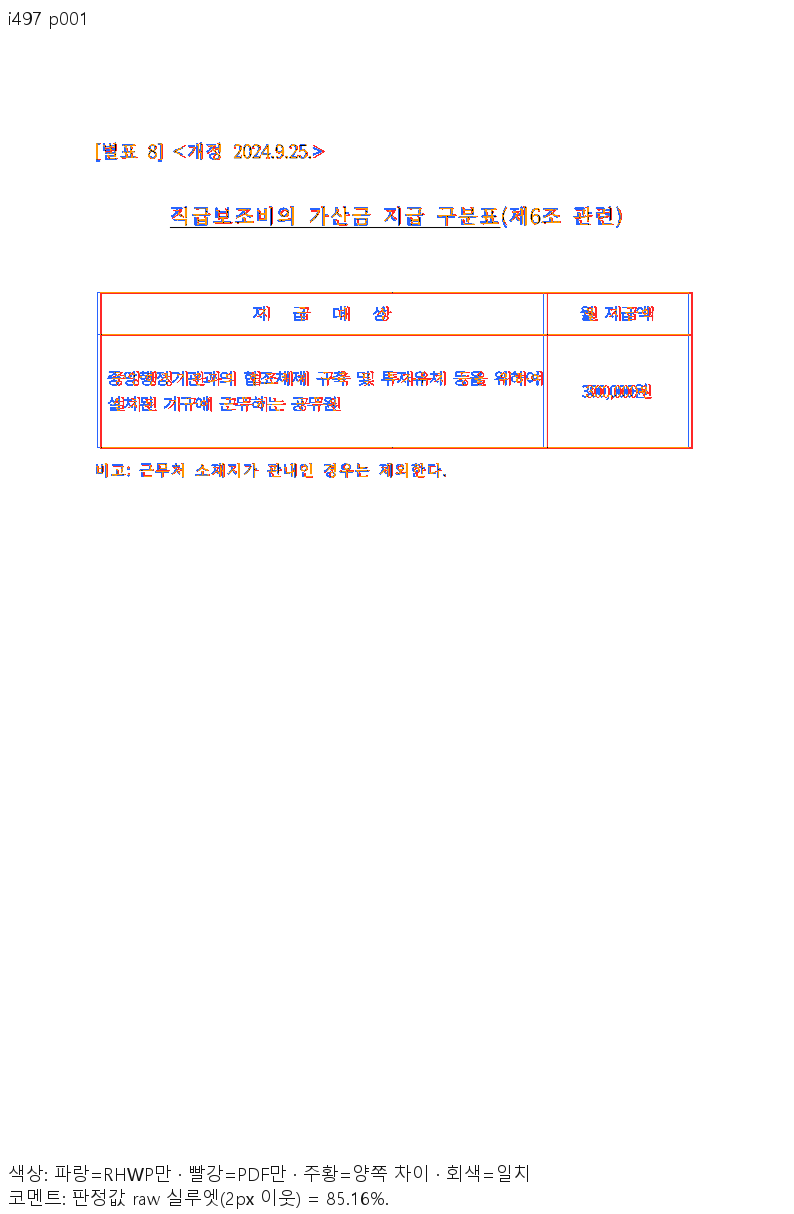 i497 p001
[별표 8] <개정 2024.9.25.>
직급보조비의 가산금 지급 구분표(제6조 관련)
지 급 대 상
월 지급액
중앙행정기관과의 협조체제 구축 및 투자유치 등을 위하여
설치된 기구에 근무하는 공무원
300,000원
비고: 근무처 소재지가 관내인 경우는 제외한다.
색상: 파랑=RHWP만 · 빨강=PDF만 · 주황=양쪽 차이 · 회색=일치
코멘트: 판정값 raw 실루엣(2px 이웃) = 85.16%.